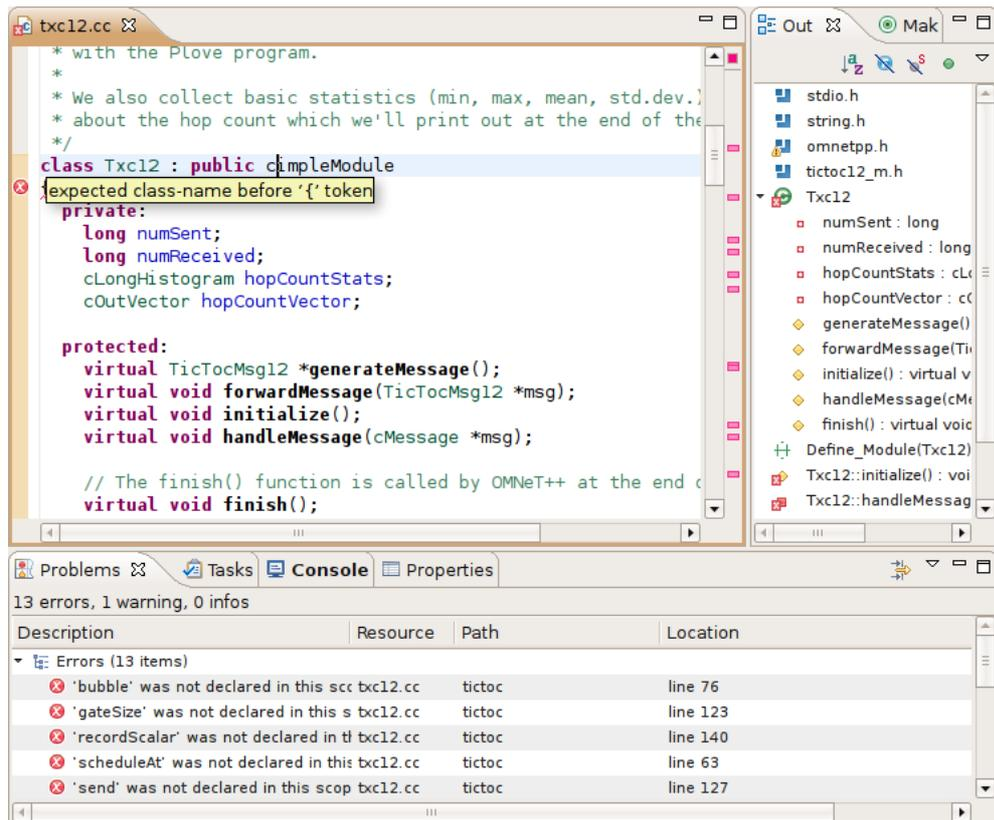 txc12.cc
* with the Plove program.
*
* We also collect basic statistics (min, max, mean, std.dev.)
* about the hop count which we'll print out at the end of the
*/
class Txc12 : public cimpleModule
expected class-name before '{' token
private:
long numSent;
long numReceived;
cLongHistogram hopCountStats;
cOutVector hopCountVector;
protected:
virtual TicTocMsg12 *generateMessage();
virtual void forwardMessage(TicTocMsg12 *msg);
virtual void initialize();
virtual void handleMessage(cMessage *msg);
// The finish() function is called by OMNeT++ at the end o
virtual void finish();
Out Mak
stdio.h
string.h
omnetpp.h
tictoc12_m.h
Txc12
numSent : long
numReceived : long
hopCountStats : cLo
hopCountVector : cO
generateMessage()
forwardMessage(Tic
initialize() : virtual v
handleMessage(cMe
finish() : virtual void
Define_Module(Txc12)
Txc12::initialize() : voi
Txc12::handleMessag
Problems Tasks Console Properties
13 errors, 1 warning, 0 infos
Description Resource Path Location
Errors (13 items)
'bubble' was not declared in this sco txc12.cc tictoc line 76
'gateSize' was not declared in this s txc12.cc tictoc line 123
'recordScalar' was not declared in th txc12.cc tictoc line 140
'scheduleAt' was not declared in this txc12.cc tictoc line 63
'send' was not declared in this scop txc12.cc tictoc line 127